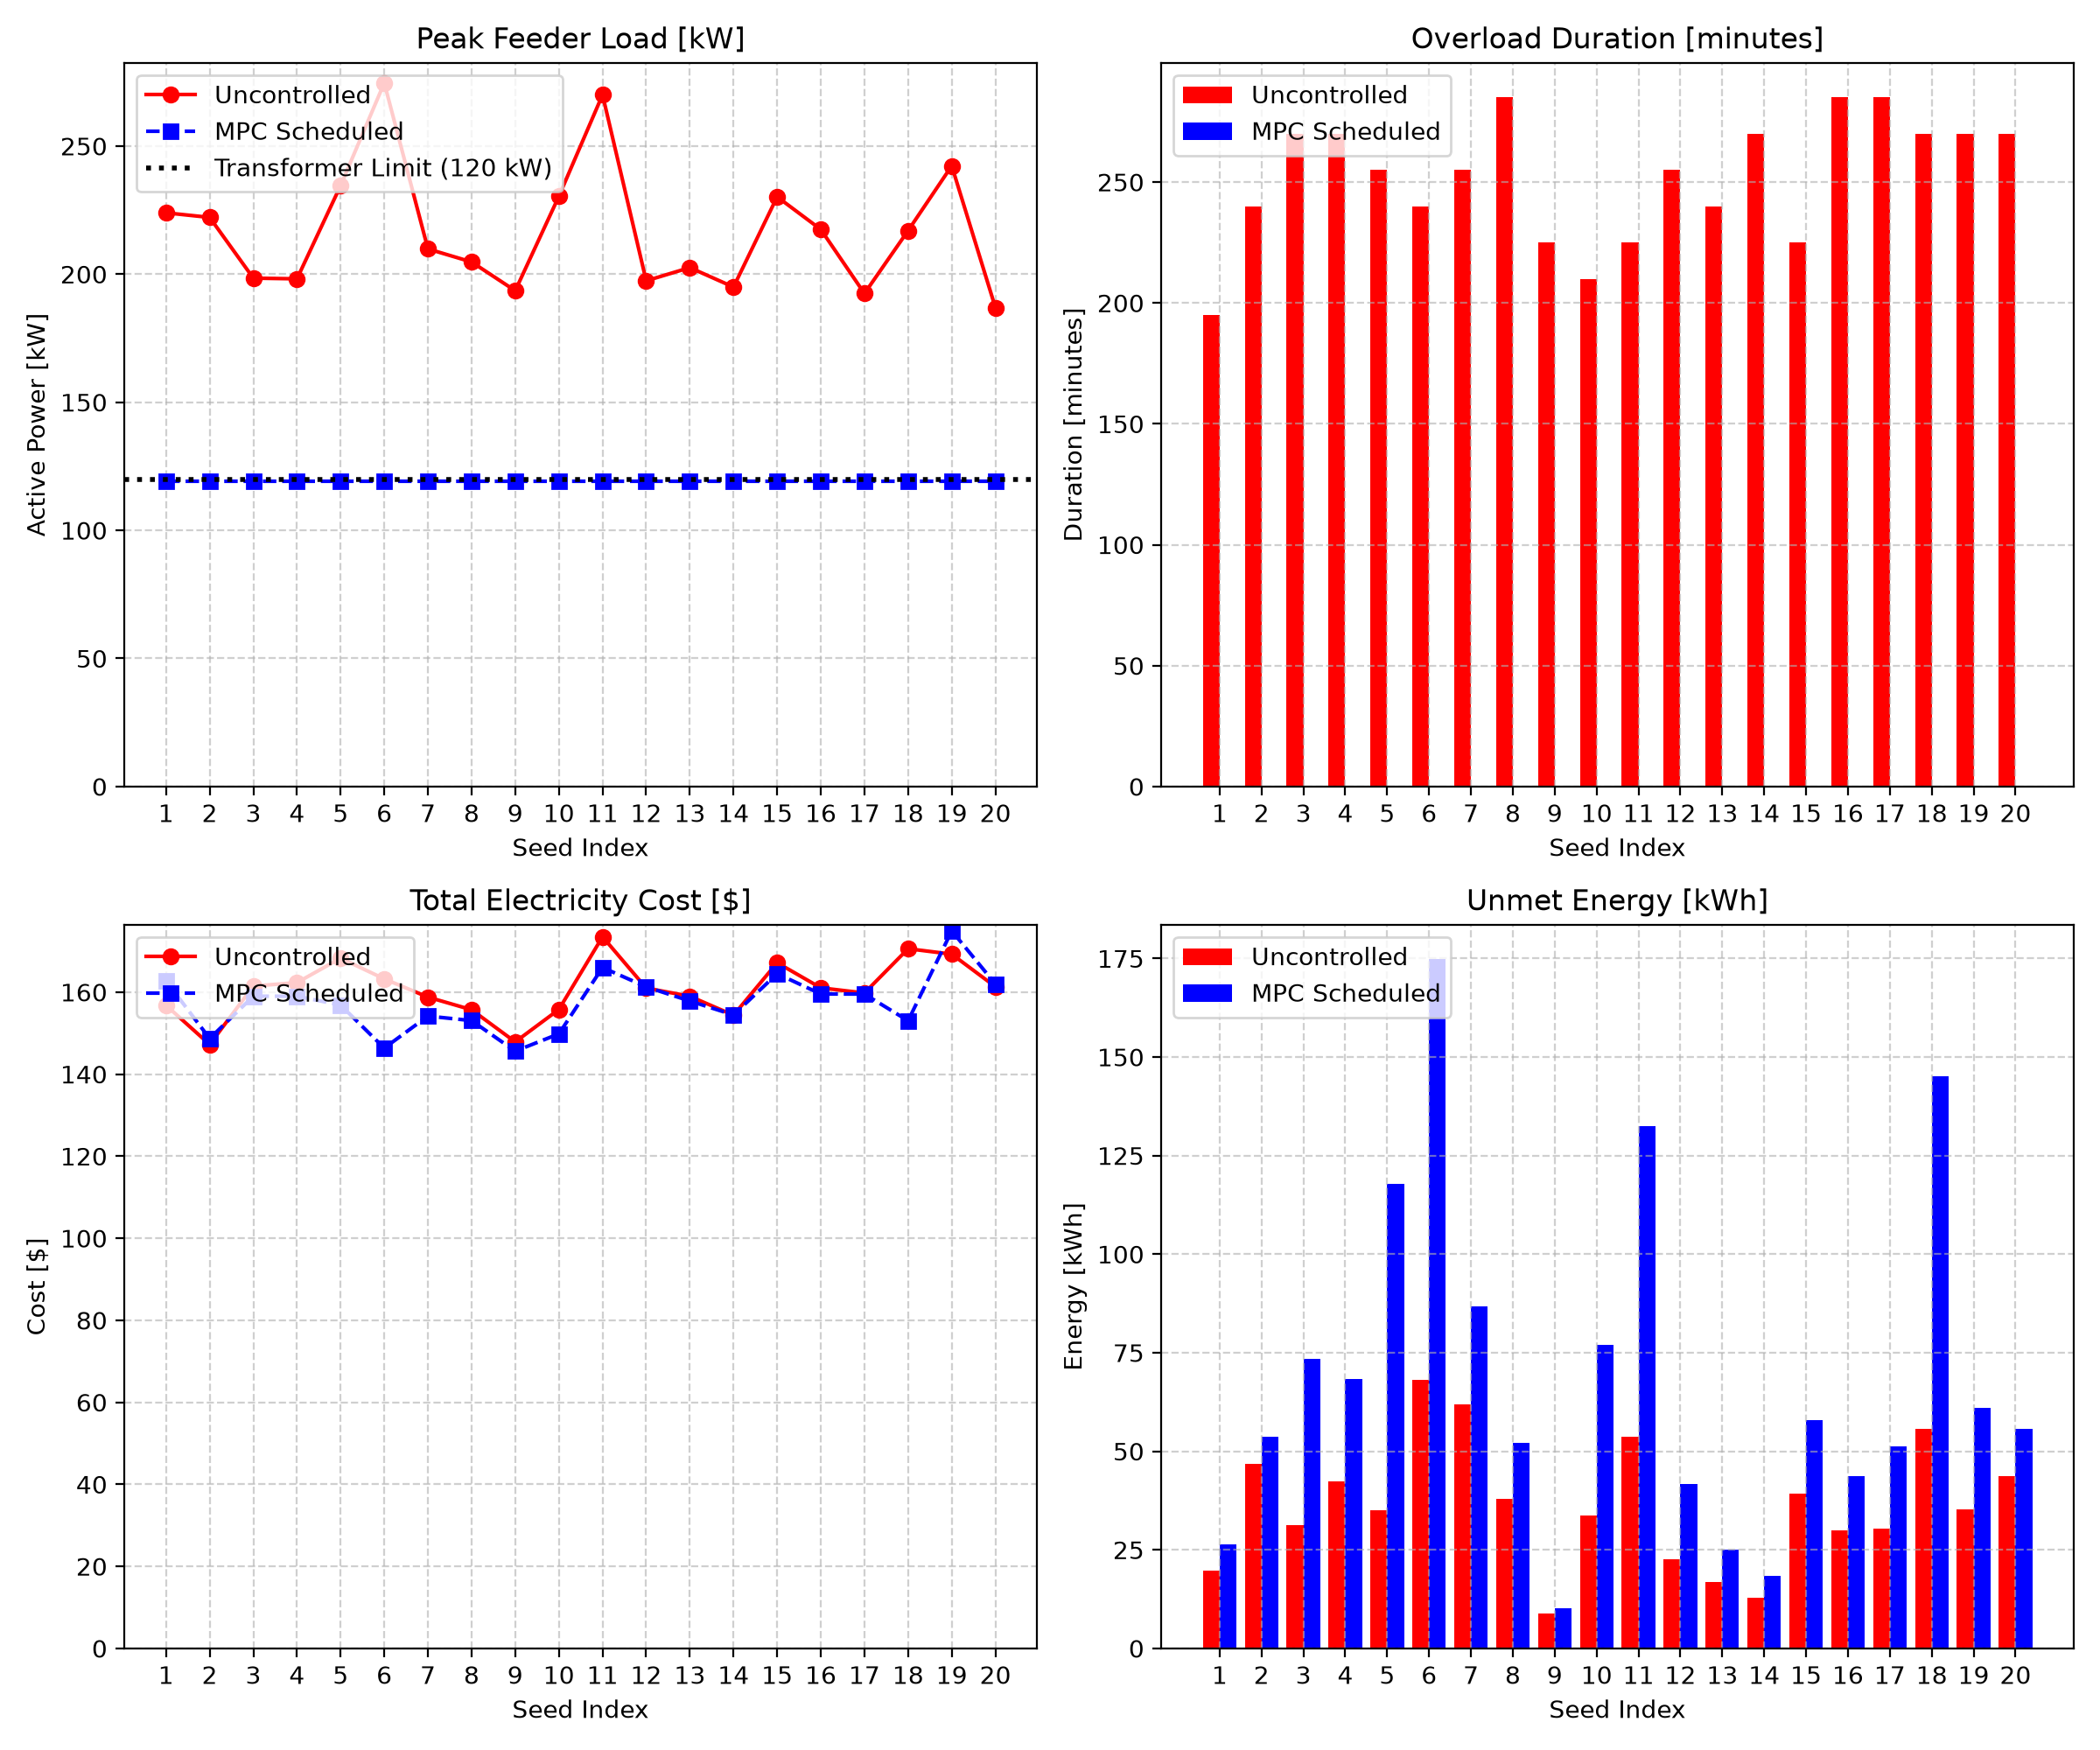 Peak Feeder Load [kW]
Uncontrolled
MPC Scheduled
Transformer Limit (120 kW)
Active Power [kW]
250
200
150
100
50
0
1 2 3 4 5 6 7 8 9 10 11 12 13 14 15 16 17 18 19 20
Seed Index
Overload Duration [minutes]
Uncontrolled
MPC Scheduled
Duration [minutes]
250
200
150
100
50
0
1 2 3 4 5 6 7 8 9 10 11 12 13 14 15 16 17 18 19 20
Seed Index
Total Electricity Cost [$]
Uncontrolled
MPC Scheduled
Cost [$]
160
140
120
100
80
60
40
20
0
1 2 3 4 5 6 7 8 9 10 11 12 13 14 15 16 17 18 19 20
Seed Index
Unmet Energy [kWh]
Uncontrolled
MPC Scheduled
Energy [kWh]
175
150
125
100
75
50
25
0
1 2 3 4 5 6 7 8 9 10 11 12 13 14 15 16 17 18 19 20
Seed Index